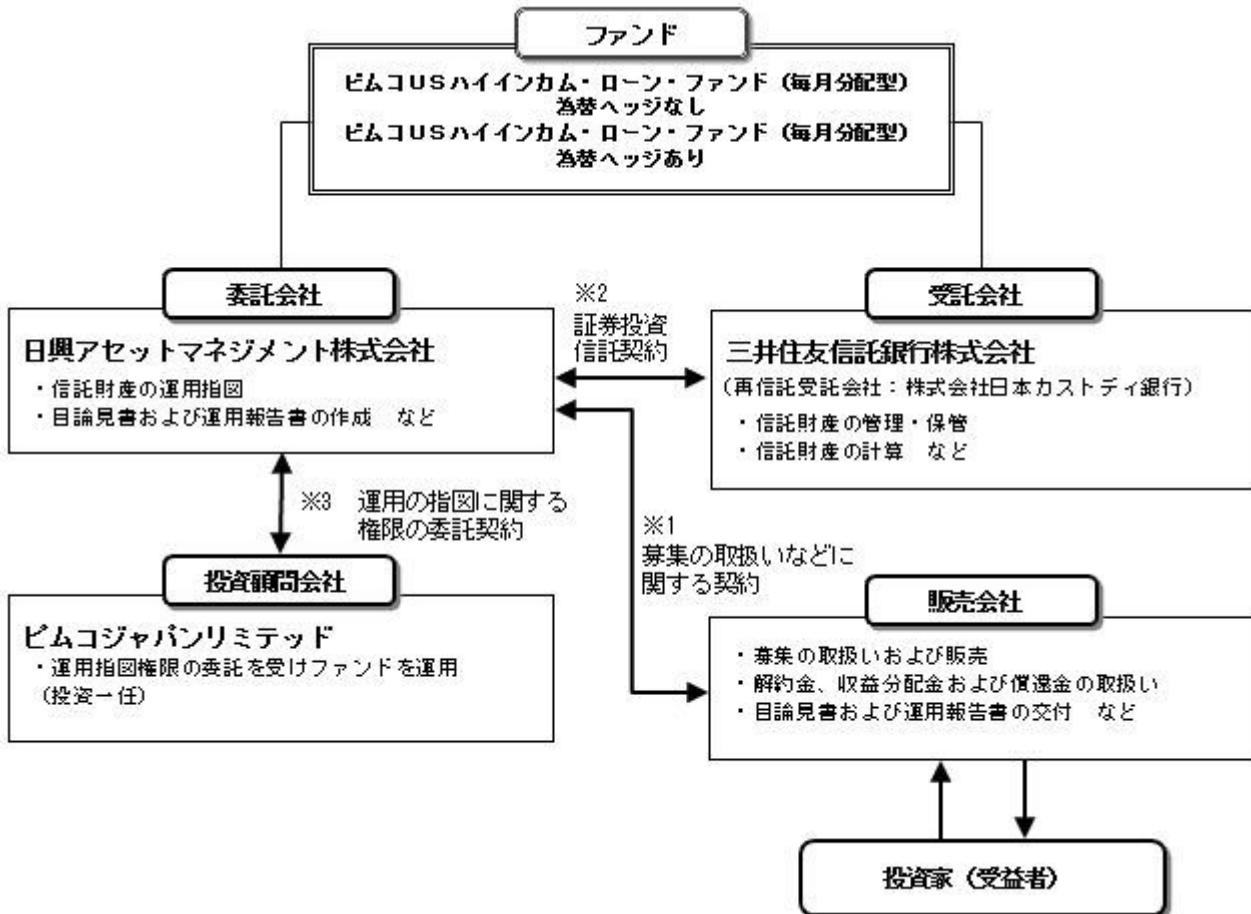 ファンド
ピムコUSハイインカム・ローン・ファンド（毎月分配型）
為替ヘッジなし
ピムコUSハイインカム・ローン・ファンド（毎月分配型）
為替ヘッジあり
委託会社
日興アセットマネジメント株式会社
・信託財産の運用指図
・目論見書および運用報告書の作成　など
※2
証券投資
信託契約
受託会社
三井住友信託銀行株式会社
（再信託受託会社：株式会社日本カストディ銀行）
・信託財産の管理・保管
・信託財産の計算　など
※3　運用の指図に関する
権限の委託契約
※1
募集の取扱いなどに
関する契約
投資顧問会社
ピムコジャパンリミテッド
・運用指図権限の委託を受けファンドを運用
（投資一任）
販売会社
・募集の取扱いおよび販売
・解約金、収益分配金および償還金の取扱い
・目論見書および運用報告書の交付　など
投資家（受益者）